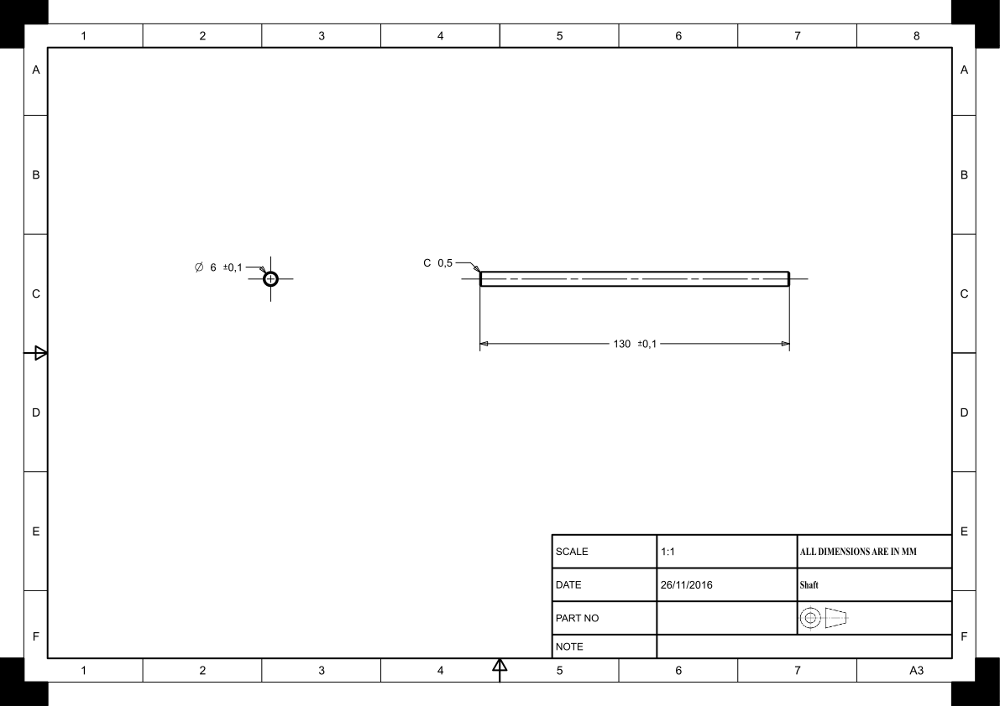 1 2 3 4 5 6 7 8
A A
B B
∅ 6 ±0,1
C 0,5
C C
130 ±0,1
D D
E E
SCALE 1:1 ALL DIMENSIONS ARE IN MM
DATE 26/11/2016 Shaft
PART NO
F F
NOTE
1 2 3 4 5 6 7 A3